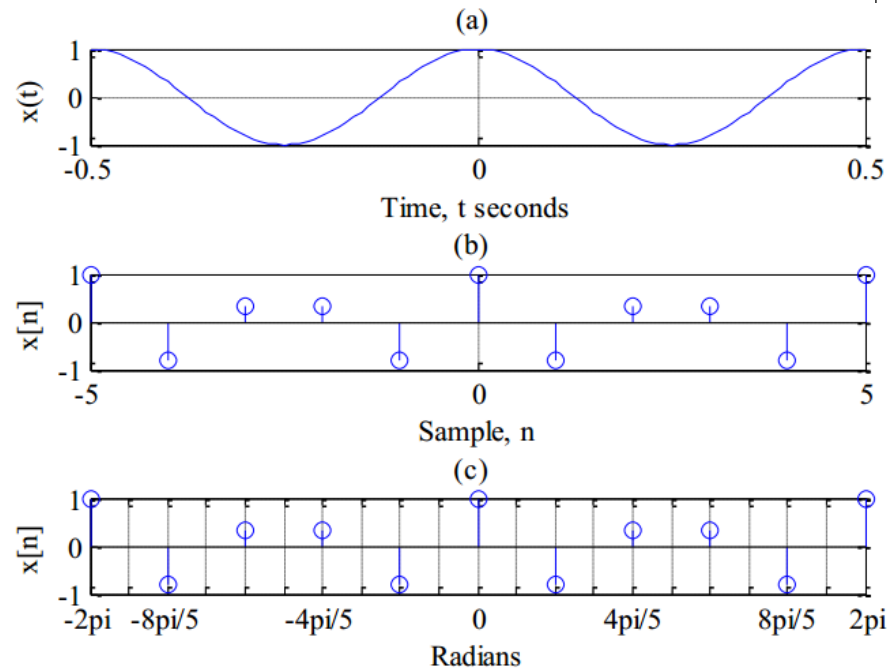 (a)
x(t)
1
0
-1
-0.5 0 0.5
Time, t seconds
(b)
x[n]
1
0
-1
-5 0 5
Sample, n
(c)
x[n]
1
0
-1
-2pi -8pi/5 -4pi/5 0 4pi/5 8pi/5 2pi
Radians